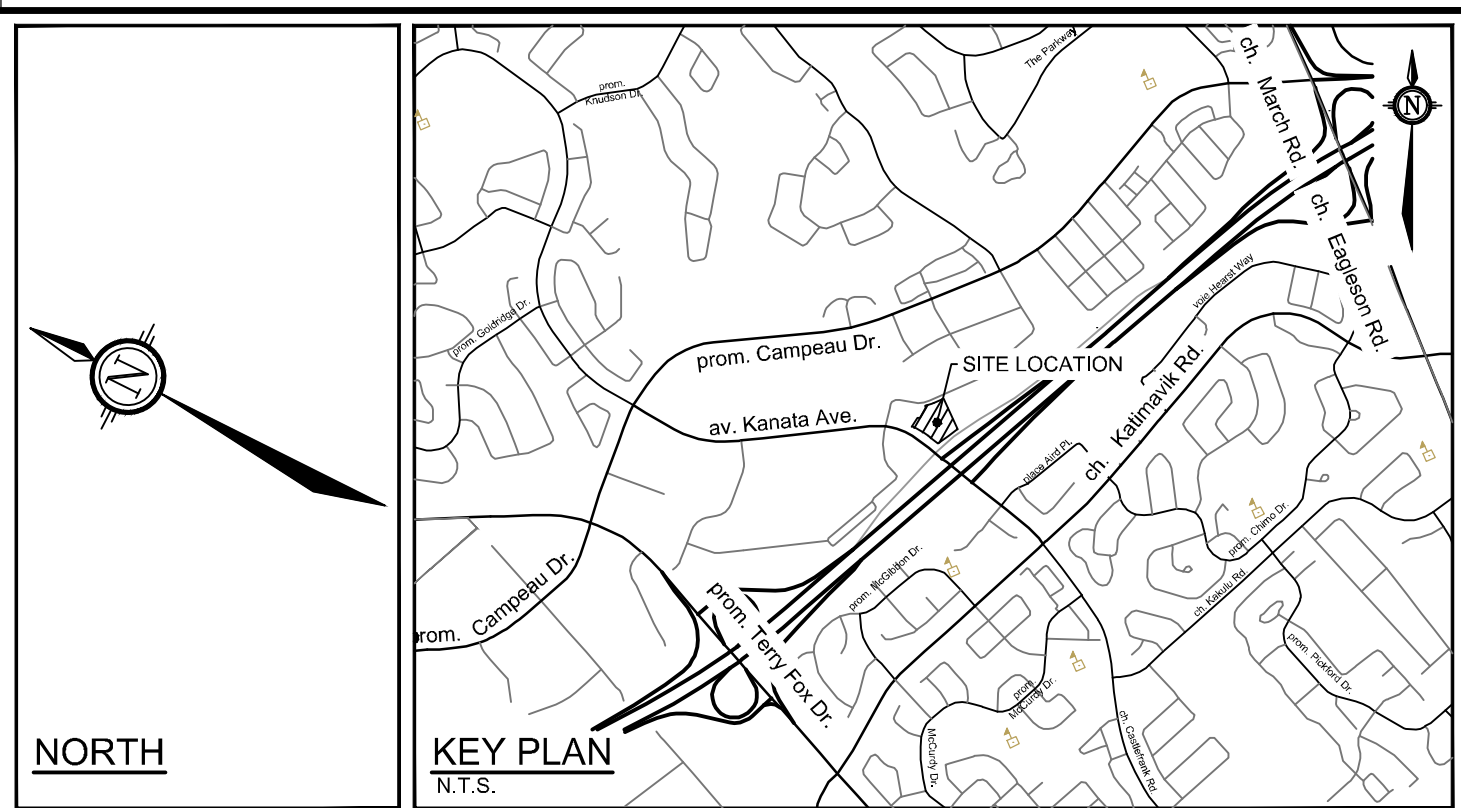 N
NORTH
prom.
Knudson Dr.
The Parkway
ch. March Rd.
N
ch. Eagleson Rd.
voie Hearst Way
prom. Goldridge Dr.
prom. Campeau Dr.
SITE LOCATION
ch. Katimavik Rd.
av. Kanata Ave.
place Aird Pl.
prom. Chimo Dr.
prom. McGibbon Dr.
ch. Kakulu Rd.
prom. Campeau Dr.
prom. Terry Fox Dr.
prom. Pickford Dr.
prom.
McCurdy Dr.
ch. Castlefrank Rd.
McCurdy Dr.
KEY PLAN
N.T.S.